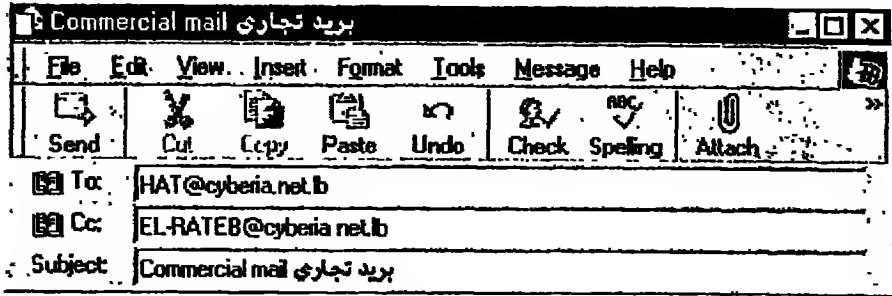 Commercial mail بريد تجاري
File Edit View Insert Format Tools Message Help
Send Cut Copy Paste Undo Check Spelling Attach »
To: HAT@cyberia.net.lb
Cc: EL-RATEB@cyberia net.lb
Subject: Commercial mail بريد تجاري